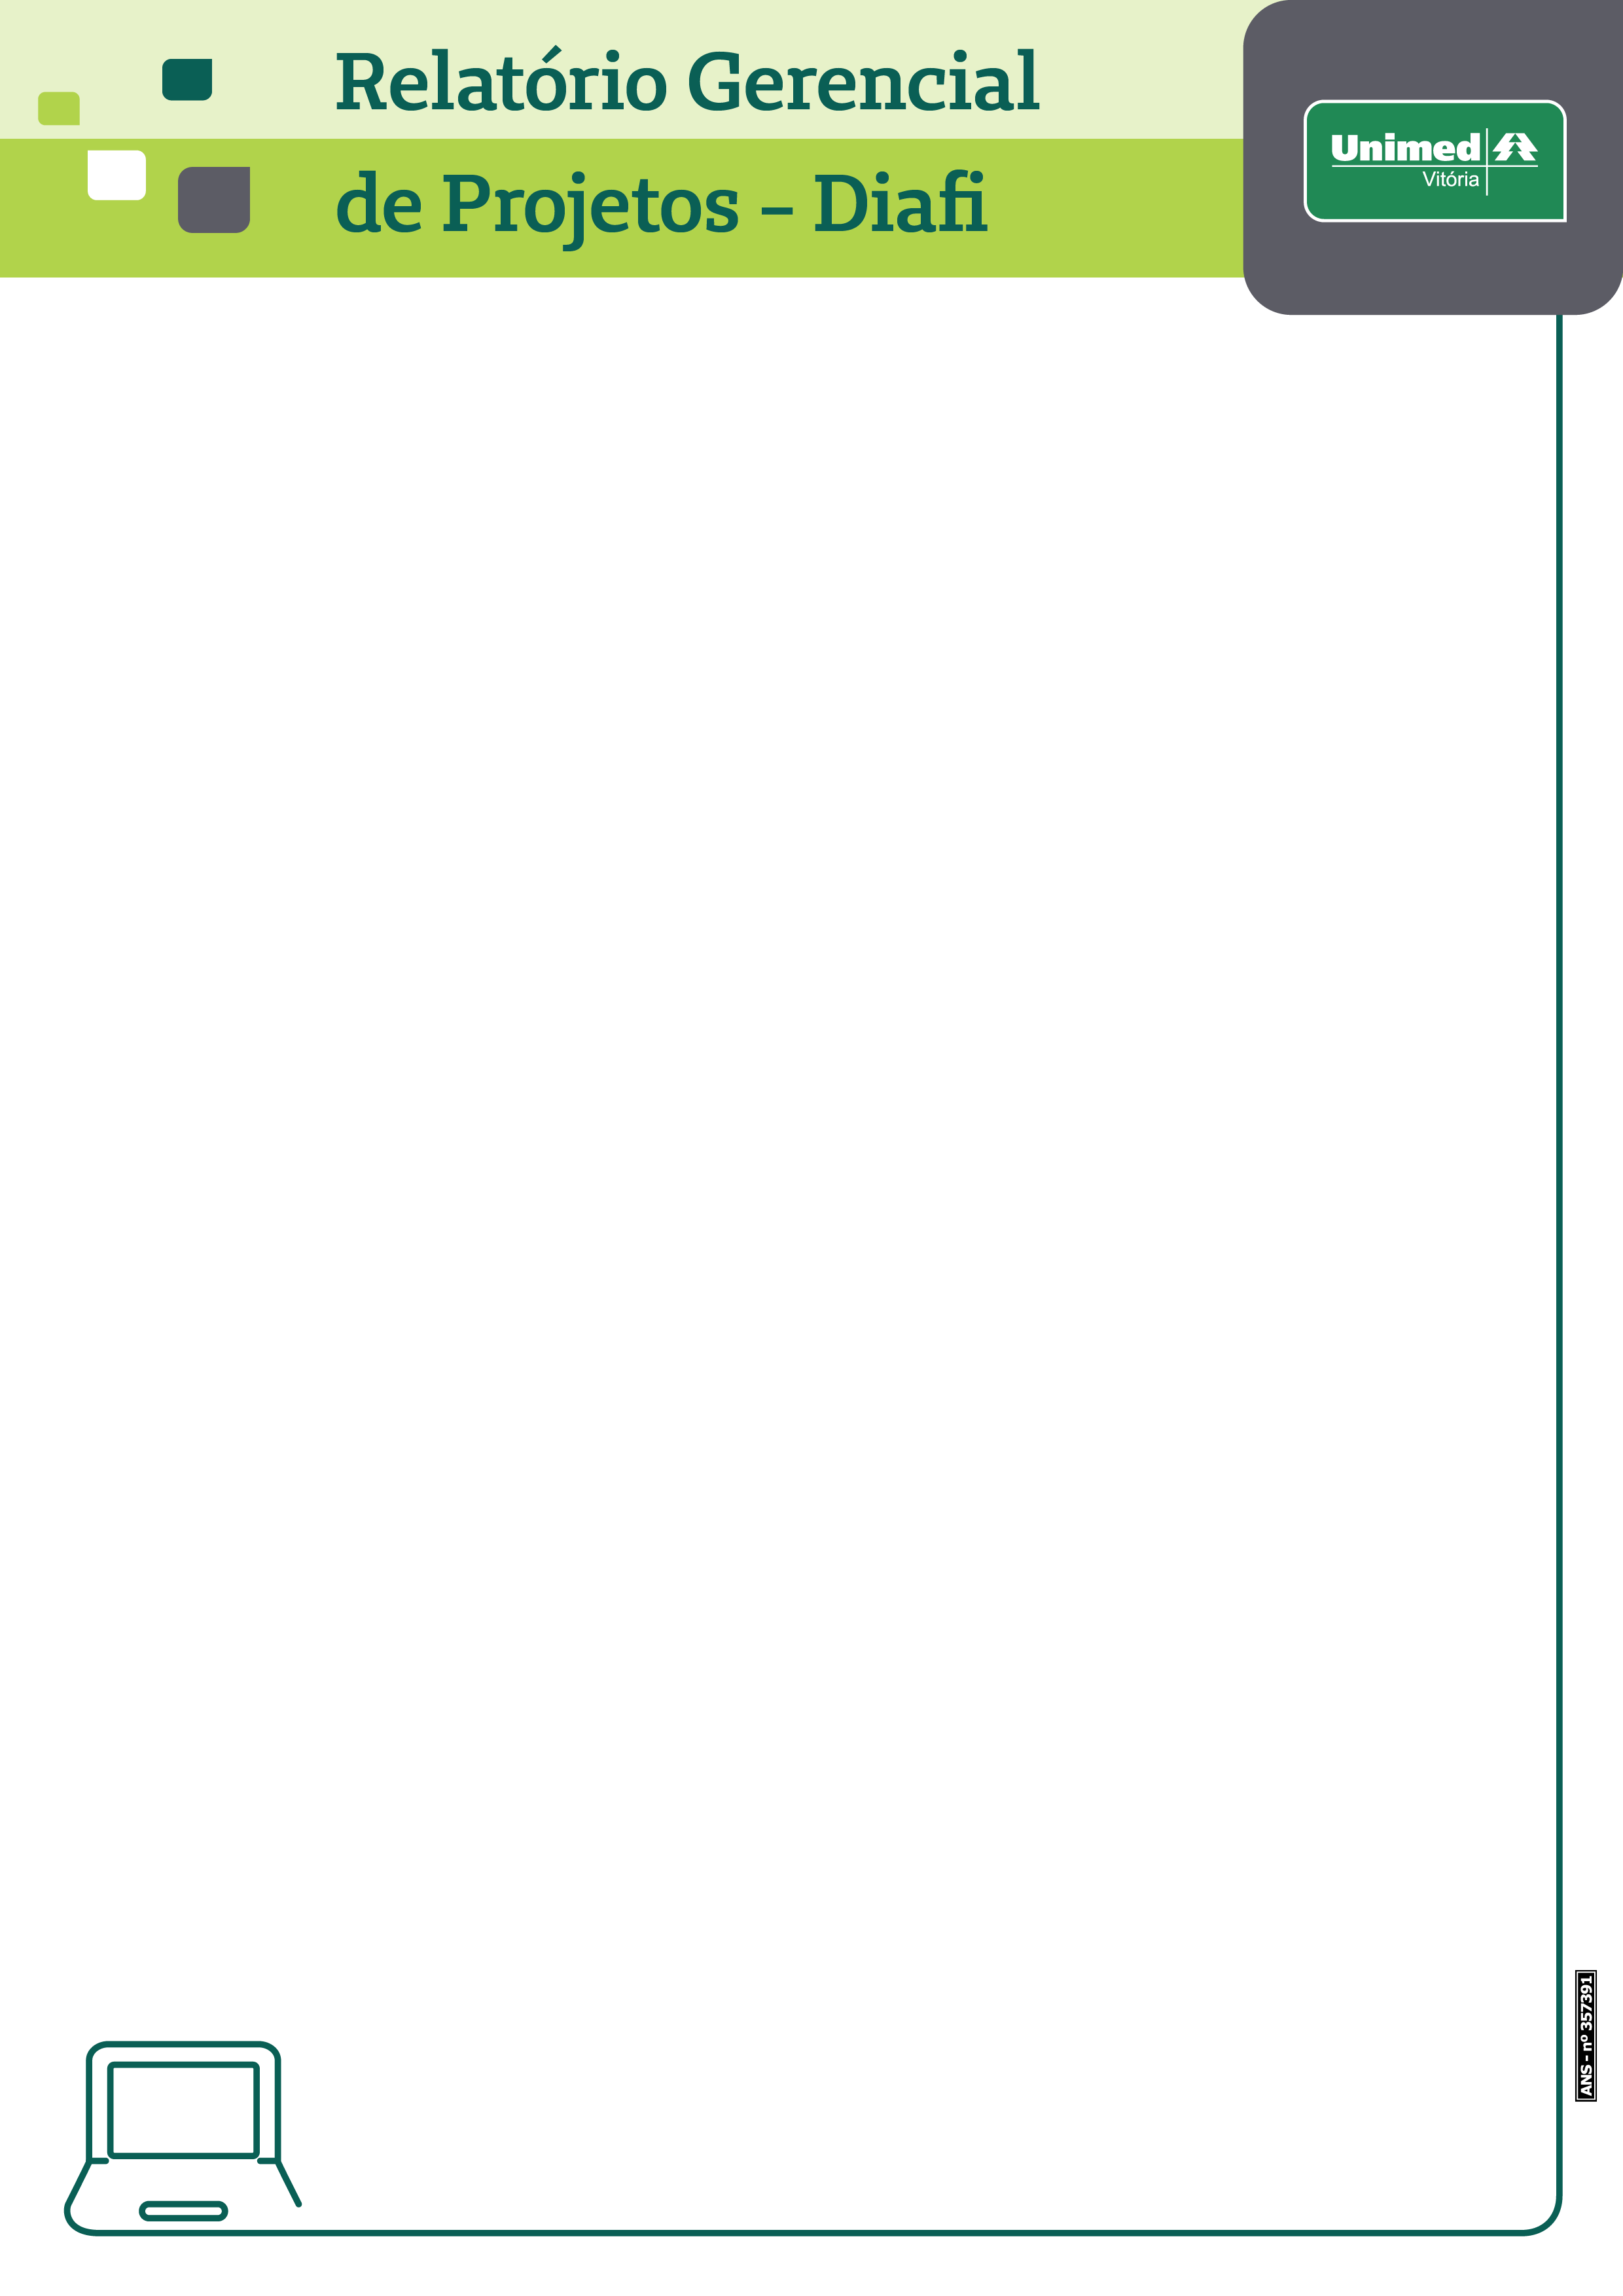 Relatório Gerencial
de Projetos – Diafi
Unimed
Vitória
ANS - nº 357391